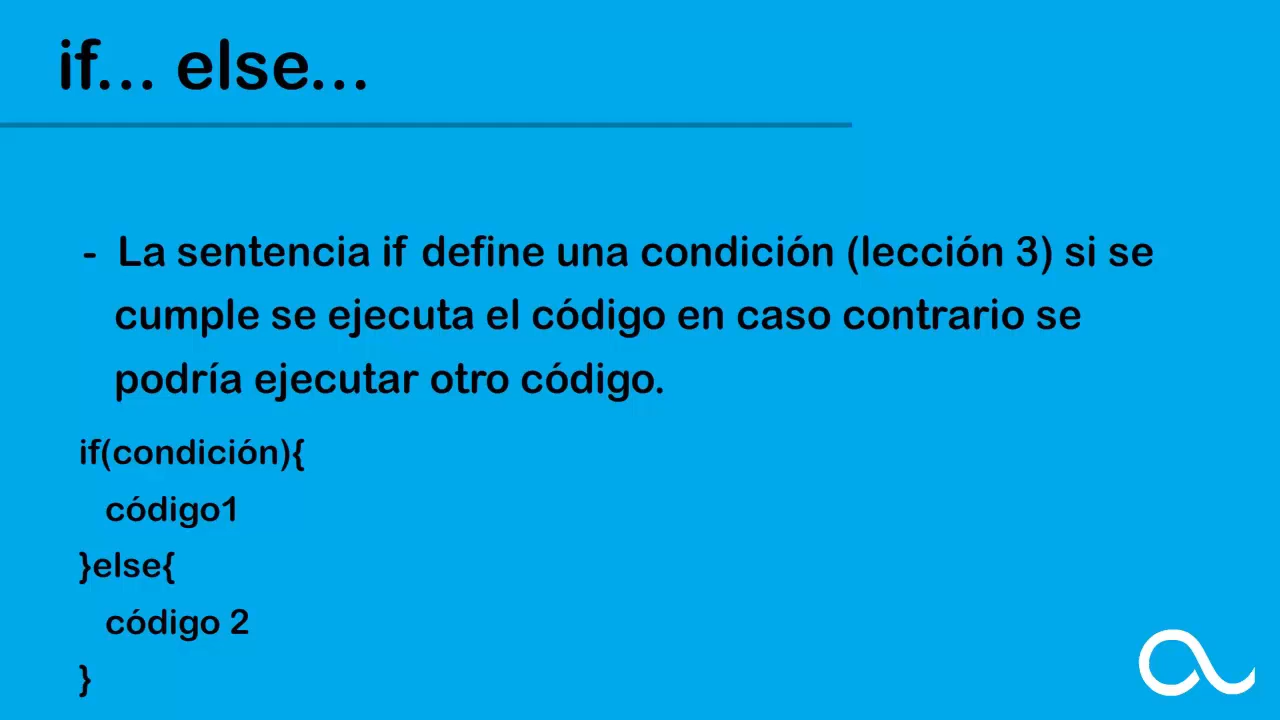 if... else...
- La sentencia if define una condición (lección 3) si se
cumple se ejecuta el código en caso contrario se
podría ejecutar otro código.
if(condición){
código1
}else{
código 2
}